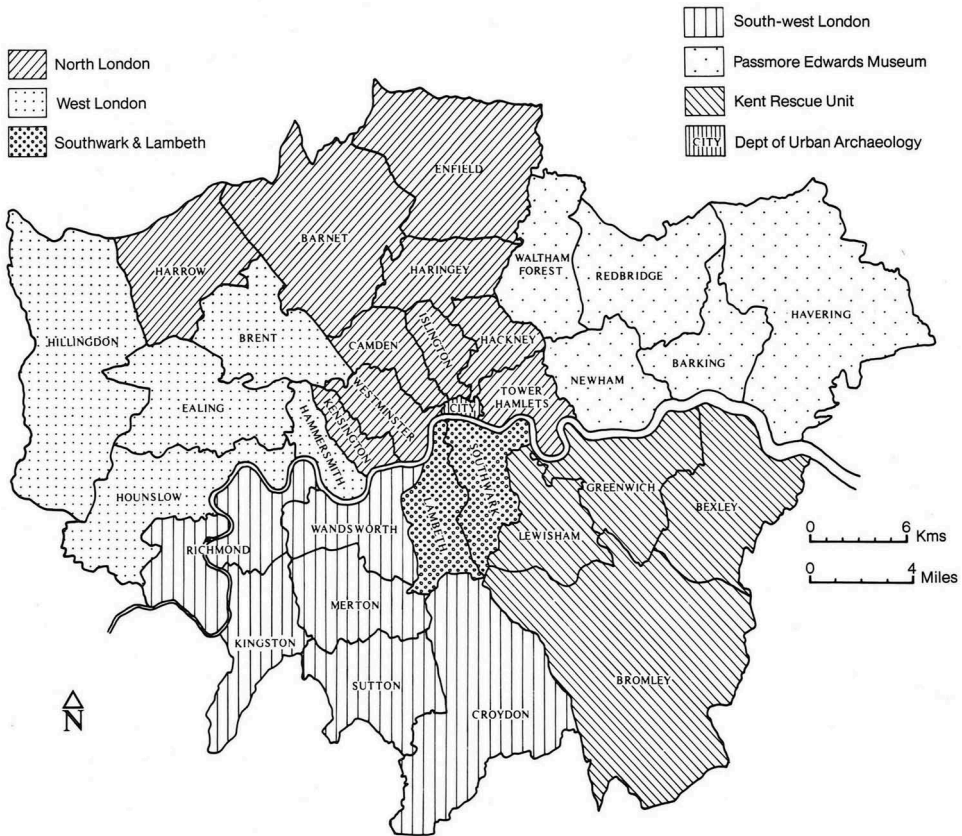 South-west London
Passmore Edwards Museum
Kent Rescue Unit
CITY Dept of Urban Archaeology
North London
West London
Southwark & Lambeth
ENFIELD
BARNET
HARROW
HARINGEY
WALTHAM
FOREST
REDBRIDGE
HAVERING
HILLINGDON
BRENT
CAMDEN
ISLINGTON
HACKNEY
BARKING
NEWHAM
TOWER
HAMLETS
EALING
WESTMINSTER
KENSINGTON
HAMMERSMITH
CITY
HOUNSLOW
SOUTHWARK
LAMBETH
GREENWICH
BEXLEY
WANDSWORTH
LEWISHAM
RICHMOND
MERTON
KINGSTON
SUTTON
CROYDON
BROMLEY
0 6
Kms
0 4
Miles
N